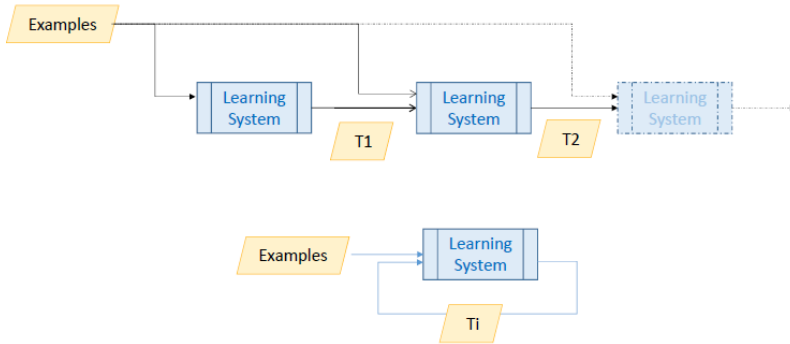 Examples
Learning
System
Learning
System
Learning
System
T1
T2
Examples
Learning
System
Ti